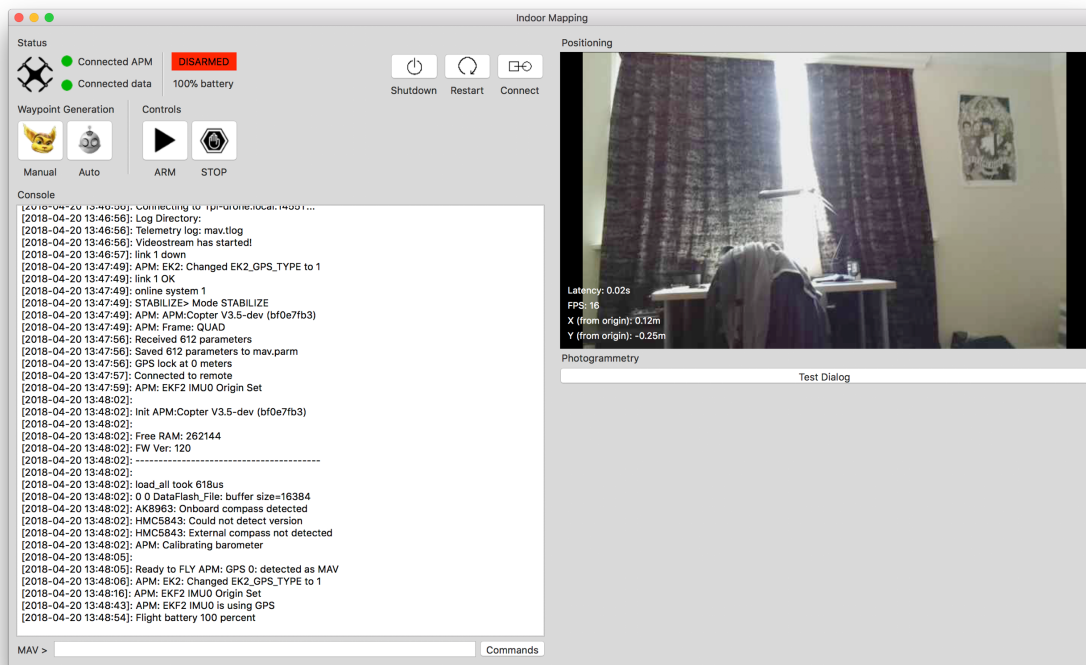 Indoor Mapping
Status
Connected APM
DISARMED
Connected data
100% battery
Shutdown
Restart
Connect
Waypoint Generation
Controls
Manual
Auto
ARM
STOP
Console
[2018-04-20 13:46:56]: Connecting to rpi-drone.local:14551...
[2018-04-20 13:46:56]: Log Directory:
[2018-04-20 13:46:56]: Telemetry log: mav.tlog
[2018-04-20 13:46:56]: Videostream has started!
[2018-04-20 13:46:57]: link 1 down
[2018-04-20 13:47:49]: APM: EK2: Changed EK2_GPS_TYPE to 1
[2018-04-20 13:47:49]: link 1 OK
[2018-04-20 13:47:49]: online system 1
[2018-04-20 13:47:49]: STABILIZE> Mode STABILIZE
[2018-04-20 13:47:49]: APM: APM:Copter V3.5-dev (bf0e7fb3)
[2018-04-20 13:47:49]: APM: Frame: QUAD
[2018-04-20 13:47:56]: Received 612 parameters
[2018-04-20 13:47:56]: Saved 612 parameters to mav.parm
[2018-04-20 13:47:56]: GPS lock at 0 meters
[2018-04-20 13:47:57]: Connected to remote
[2018-04-20 13:47:59]: APM: EKF2 IMU0 Origin Set
[2018-04-20 13:48:02]:
[2018-04-20 13:48:02]: Init APM:Copter V3.5-dev (bf0e7fb3)
[2018-04-20 13:48:02]:
[2018-04-20 13:48:02]: Free RAM: 262144
[2018-04-20 13:48:02]: FW Ver: 120
[2018-04-20 13:48:02]: ----------------------------------------
[2018-04-20 13:48:02]:
[2018-04-20 13:48:02]: load_all took 618us
[2018-04-20 13:48:02]: 0 0 DataFlash_File: buffer size=16384
[2018-04-20 13:48:02]: AK8963: Onboard compass detected
[2018-04-20 13:48:02]: HMC5843: Could not detect version
[2018-04-20 13:48:02]: HMC5843: External compass not detected
[2018-04-20 13:48:02]: APM: Calibrating barometer
[2018-04-20 13:48:05]:
[2018-04-20 13:48:05]: Ready to FLY APM: GPS 0: detected as MAV
[2018-04-20 13:48:06]: APM: EK2: Changed EK2_GPS_TYPE to 1
[2018-04-20 13:48:16]: APM: EKF2 IMU0 Origin Set
[2018-04-20 13:48:43]: APM: EKF2 IMU0 is using GPS
[2018-04-20 13:48:54]: Flight battery 100 percent
MAV >
Commands
Positioning
Latency: 0.02s
FPS: 16
X (from origin): 0.12m
Y (from origin): -0.25m
Photogrammetry
Test Dialog